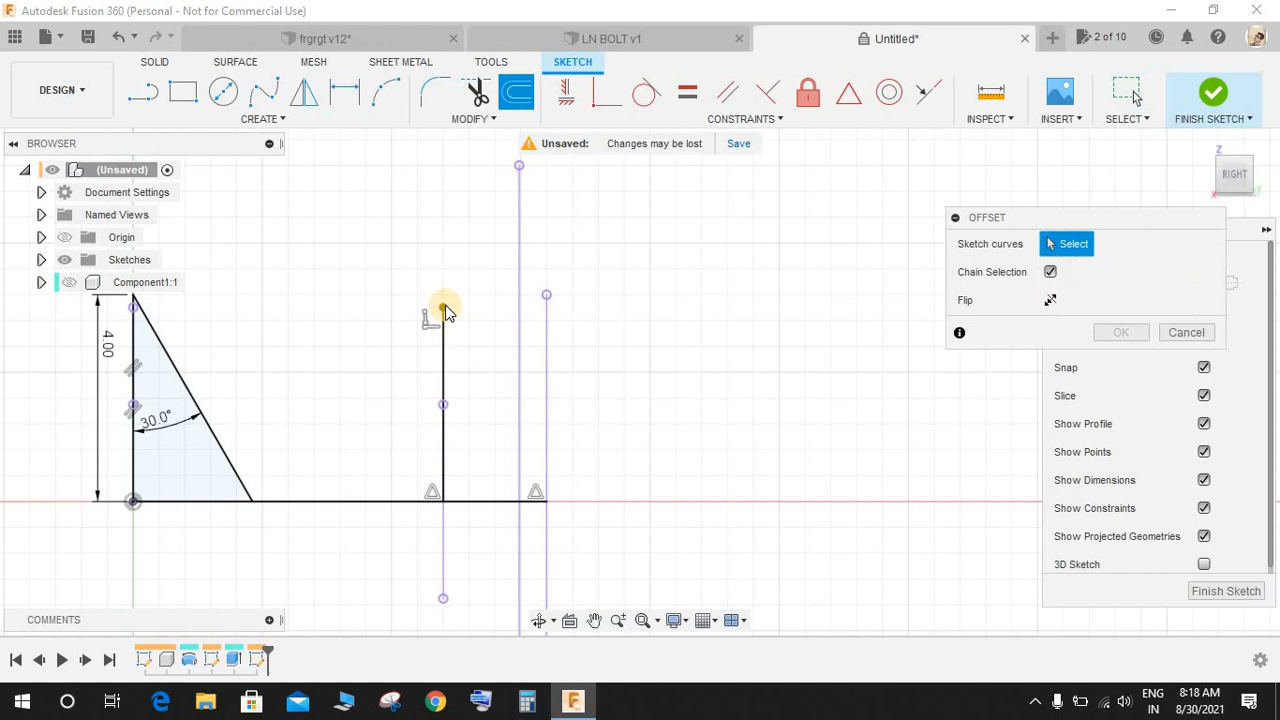 Autodesk Fusion 360 (Personal - Not for Commercial Use)
frgrgt v12*
LN BOLT v1
Untitled*
2 of 10
DESIGN
SOLID
SURFACE
MESH
SHEET METAL
TOOLS
SKETCH
CREATE
MODIFY
CONSTRAINTS
INSPECT
INSERT
SELECT
FINISH SKETCH
BROWSER
Unsaved: Changes may be lost Save
(Unsaved)
Document Settings
Named Views
Origin
Sketches
Component1:1
Z
RIGHT
X
Y
OFFSET
Sketch curves Select
Chain Selection
Flip
OK Cancel
4.00
30.0°
Snap
Slice
Show Profile
Show Points
Show Dimensions
Show Constraints
Show Projected Geometries
3D Sketch
Finish Sketch
COMMENTS
ENG
IN
8:18 AM
8/30/2021